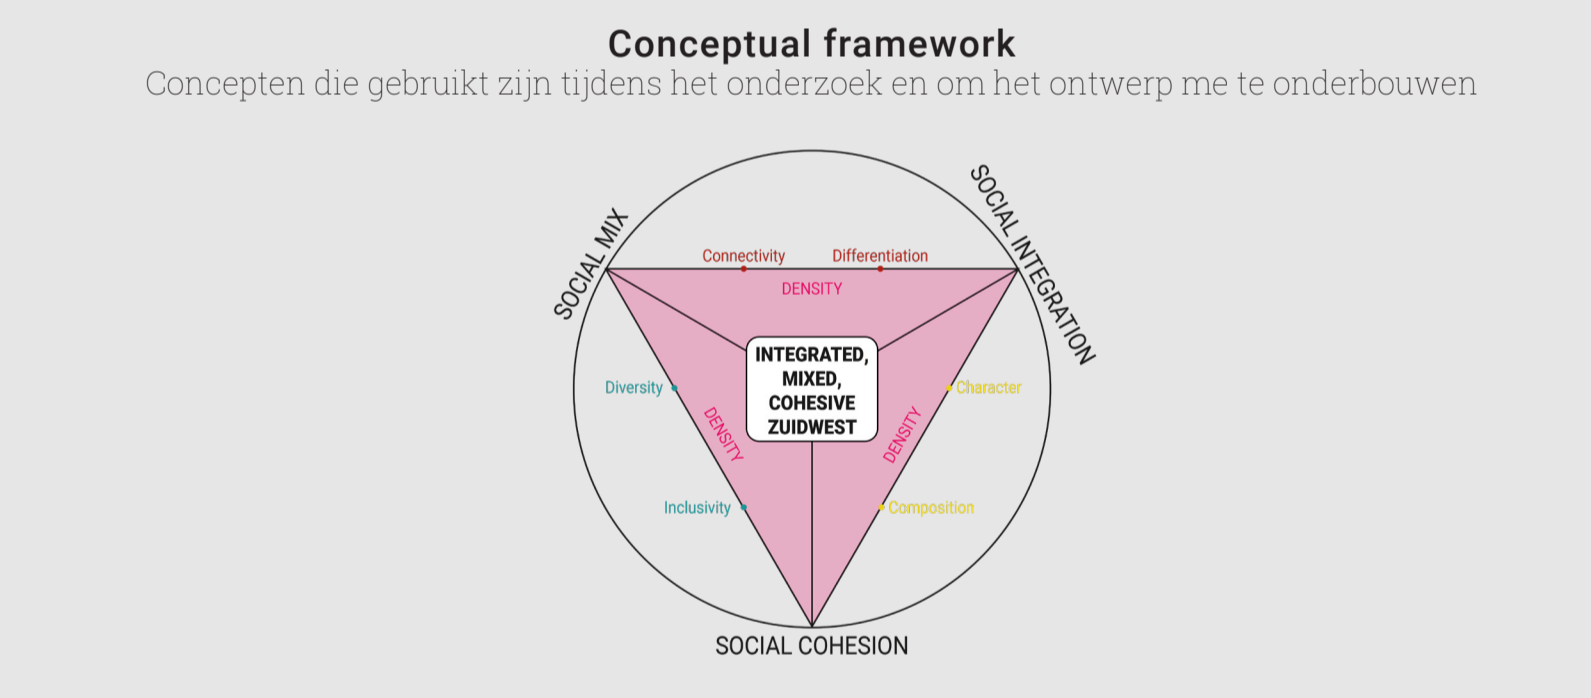 Conceptual framework
Concepten die gebruikt zijn tijdens het onderzoek en om het ontwerp me te onderbouwen
SOCIAL MIX
SOCIAL INTEGRATION
Connectivity
Differentiation
DENSITY
INTEGRATED,
MIXED,
COHESIVE
ZUIDWEST
Diversity
Character
DENSITY
DENSITY
Inclusivity
Composition
SOCIAL COHESION